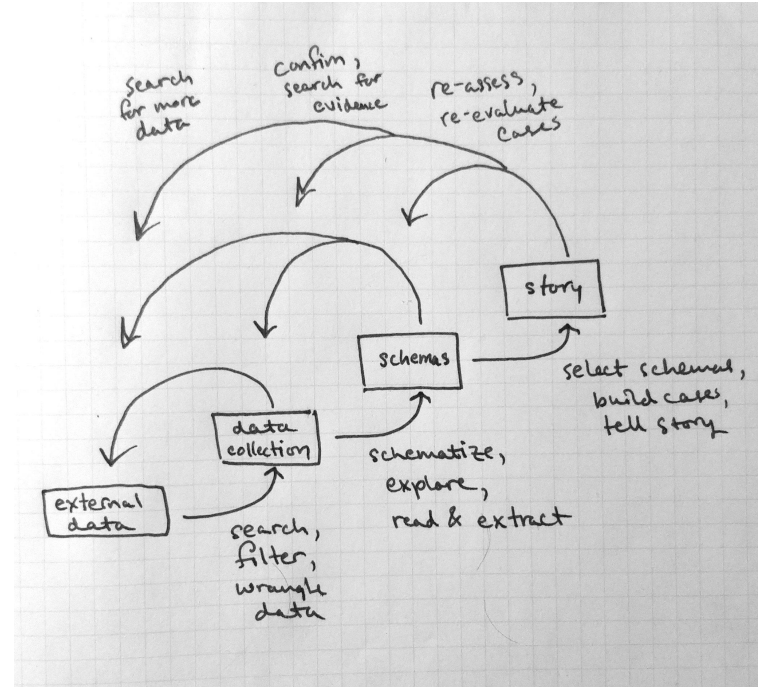 search
for more
data
confirm,
search for
evidence
re-assess,
re-evaluate
cases
story
schemas
select schemas,
build cases,
tell story
data
collection
schematize,
explore,
read & extract
external
data
search,
filter,
wrangle
data